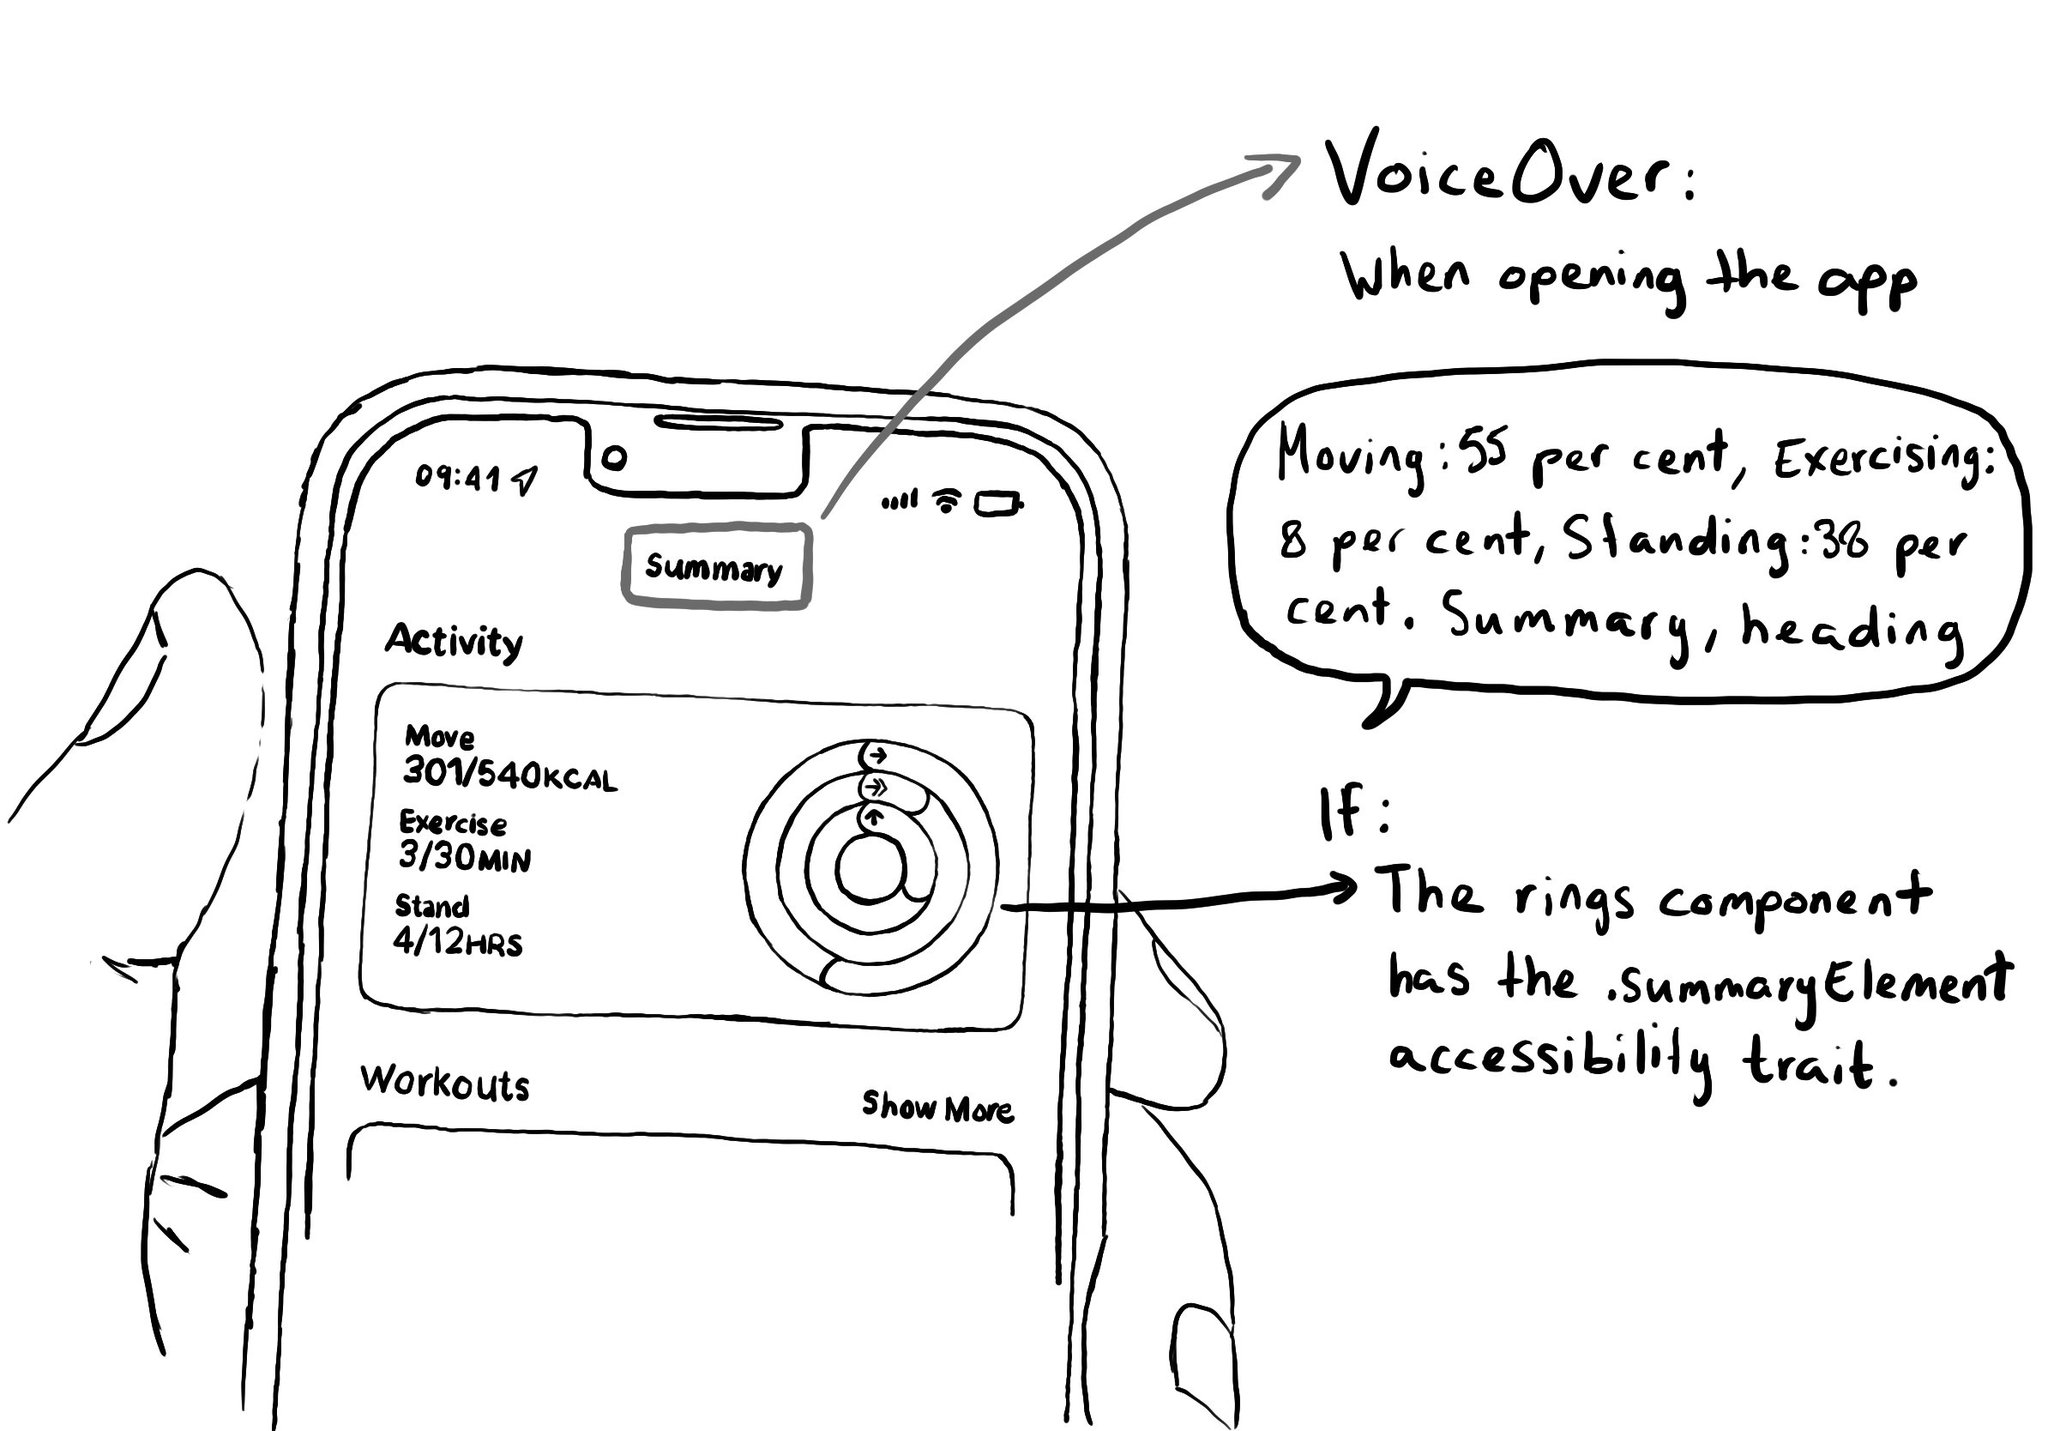 VoiceOver:
When opening the app
Moving: 55 per cent, Exercising:
8 per cent, Standing: 38 per
cent. Summary, heading
09:41
Summary
Activity
Move
301/540KCAL
Exercise
3/30MIN
Stand
4/12HRS
If:
The rings component
has the .summaryElement
accessibility trait.
Workouts
Show More